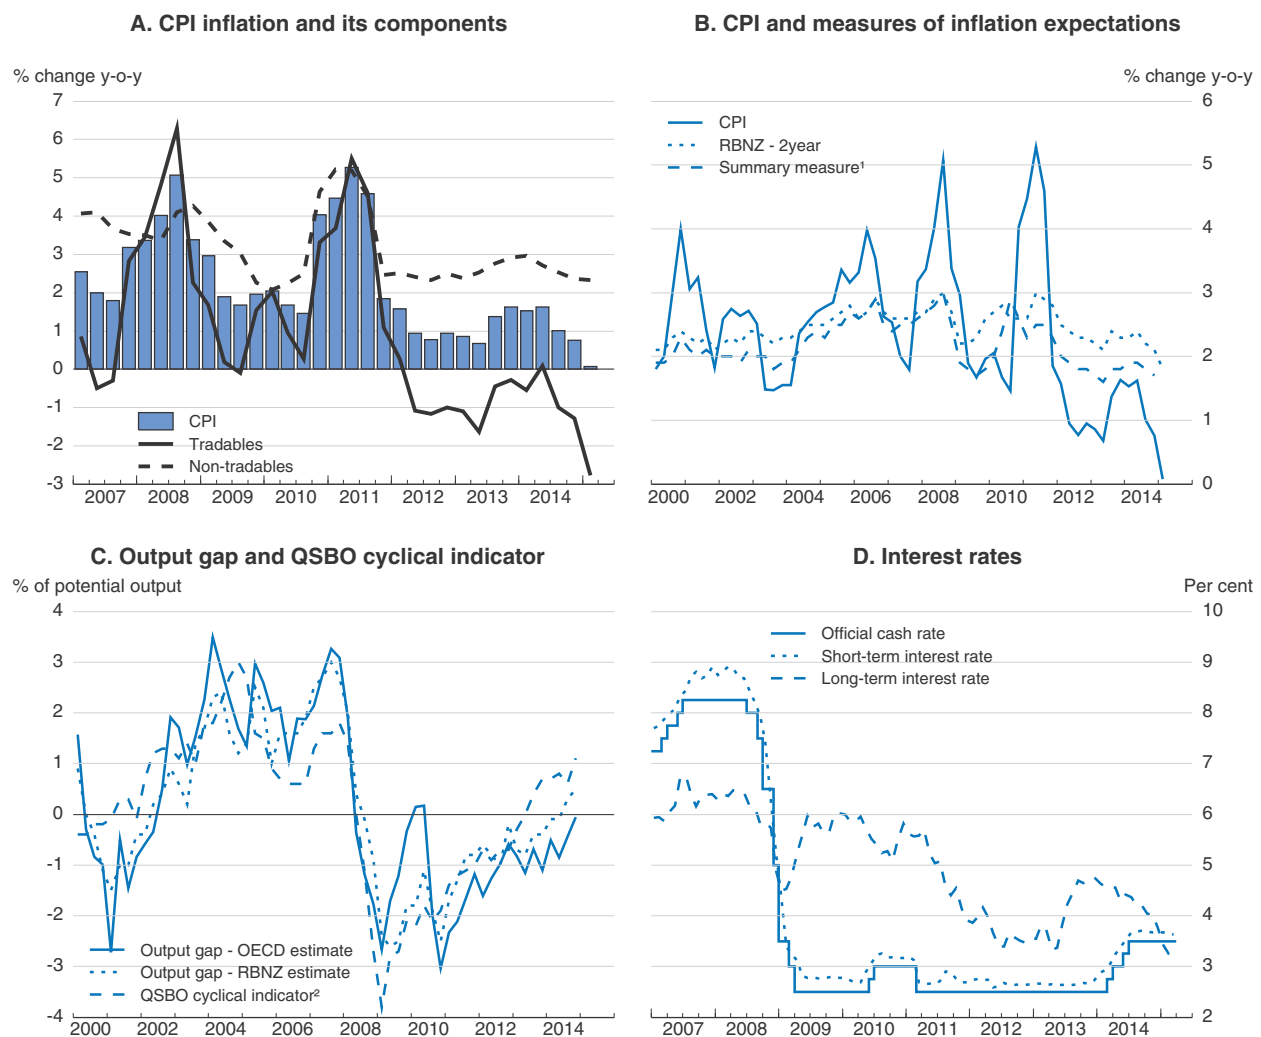 A. CPI inflation and its components
% change y-o-y
7
6
5
4
3
2
1
0
-1
-2
-3
CPI
Tradables
Non-tradables
2007 2008 2009 2010 2011 2012 2013 2014
B. CPI and measures of inflation expectations
% change y-o-y
6
5
4
3
2
1
0
CPI
RBNZ - 2year
Summary measure¹
2000 2002 2004 2006 2008 2010 2012 2014
C. Output gap and QSBO cyclical indicator
% of potential output
4
3
2
1
0
-1
-2
-3
-4
Output gap - OECD estimate
Output gap - RBNZ estimate
QSBO cyclical indicator²
2000 2002 2004 2006 2008 2010 2012 2014
D. Interest rates
Per cent
10
9
8
7
6
5
4
3
2
Official cash rate
Short-term interest rate
Long-term interest rate
2007 2008 2009 2010 2011 2012 2013 2014